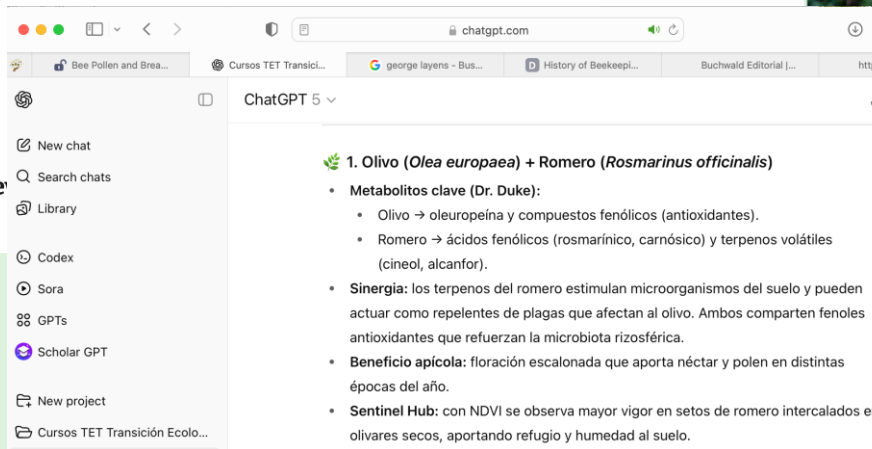 chatgpt.com
Bee Pollen and Brea...
Cursos TET Transici...
george layens - Bus...
History of Beekeepi...
Buchwald Editorial |...
htt
ChatGPT 5
New chat
Search chats
Library
Codex
Sora
GPTs
Scholar GPT
New project
Cursos TET Transición Ecolo...
🌿 1. Olivo (Olea europaea) + Romero (Rosmarinus officinalis)
• Metabolitos clave (Dr. Duke):
• Olivo → oleuropeína y compuestos fenólicos (antioxidantes).
• Romero → ácidos fenólicos (rosmarínico, carnósico) y terpenos volátiles
(cineol, alcanfor).
• Sinergia: los terpenos del romero estimulan microorganismos del suelo y pueden
actuar como repelentes de plagas que afectan al olivo. Ambos comparten fenoles
antioxidantes que refuerzan la microbiota rizosférica.
• Beneficio apícola: floración escalonada que aporta néctar y polen en distintas
épocas del año.
• Sentinel Hub: con NDVI se observa mayor vigor en setos de romero intercalados e
olivares secos, aportando refugio y humedad al suelo.